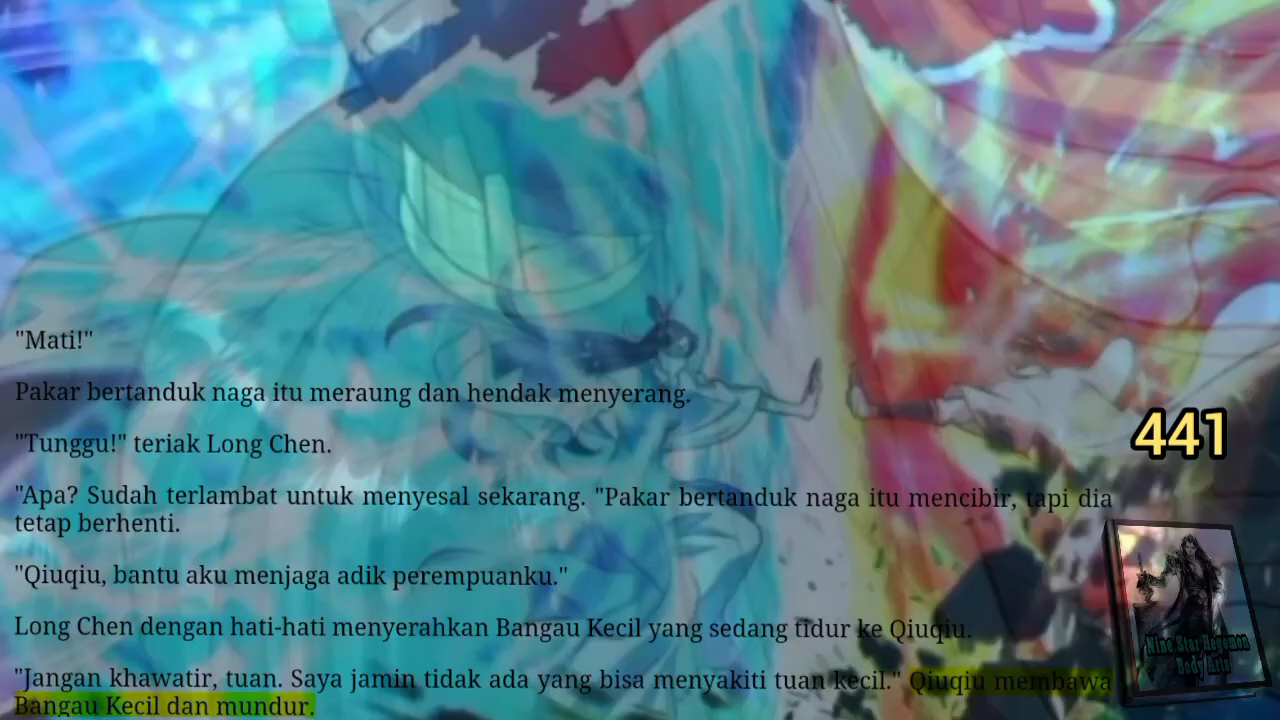 "Mati!"
Pakar bertanduk naga itu meraung dan hendak menyerang.
"Tunggu!" teriak Long Chen.
"Apa? Sudah terlambat untuk menyesal sekarang. "Pakar bertanduk naga itu mencibir, tapi dia
tetap berhenti.
"Qiuqiu, bantu aku menjaga adik perempuanku."
Long Chen dengan hati-hati menyerahkan Bangau Kecil yang sedang tidur ke Qiuqiu.
"Jangan khawatir, tuan. Saya jamin tidak ada yang bisa menyakiti tuan kecil." Qiuqiu membawa
Bangau Kecil dan mundur.
441
Nine Star Hegemon
Body Arts